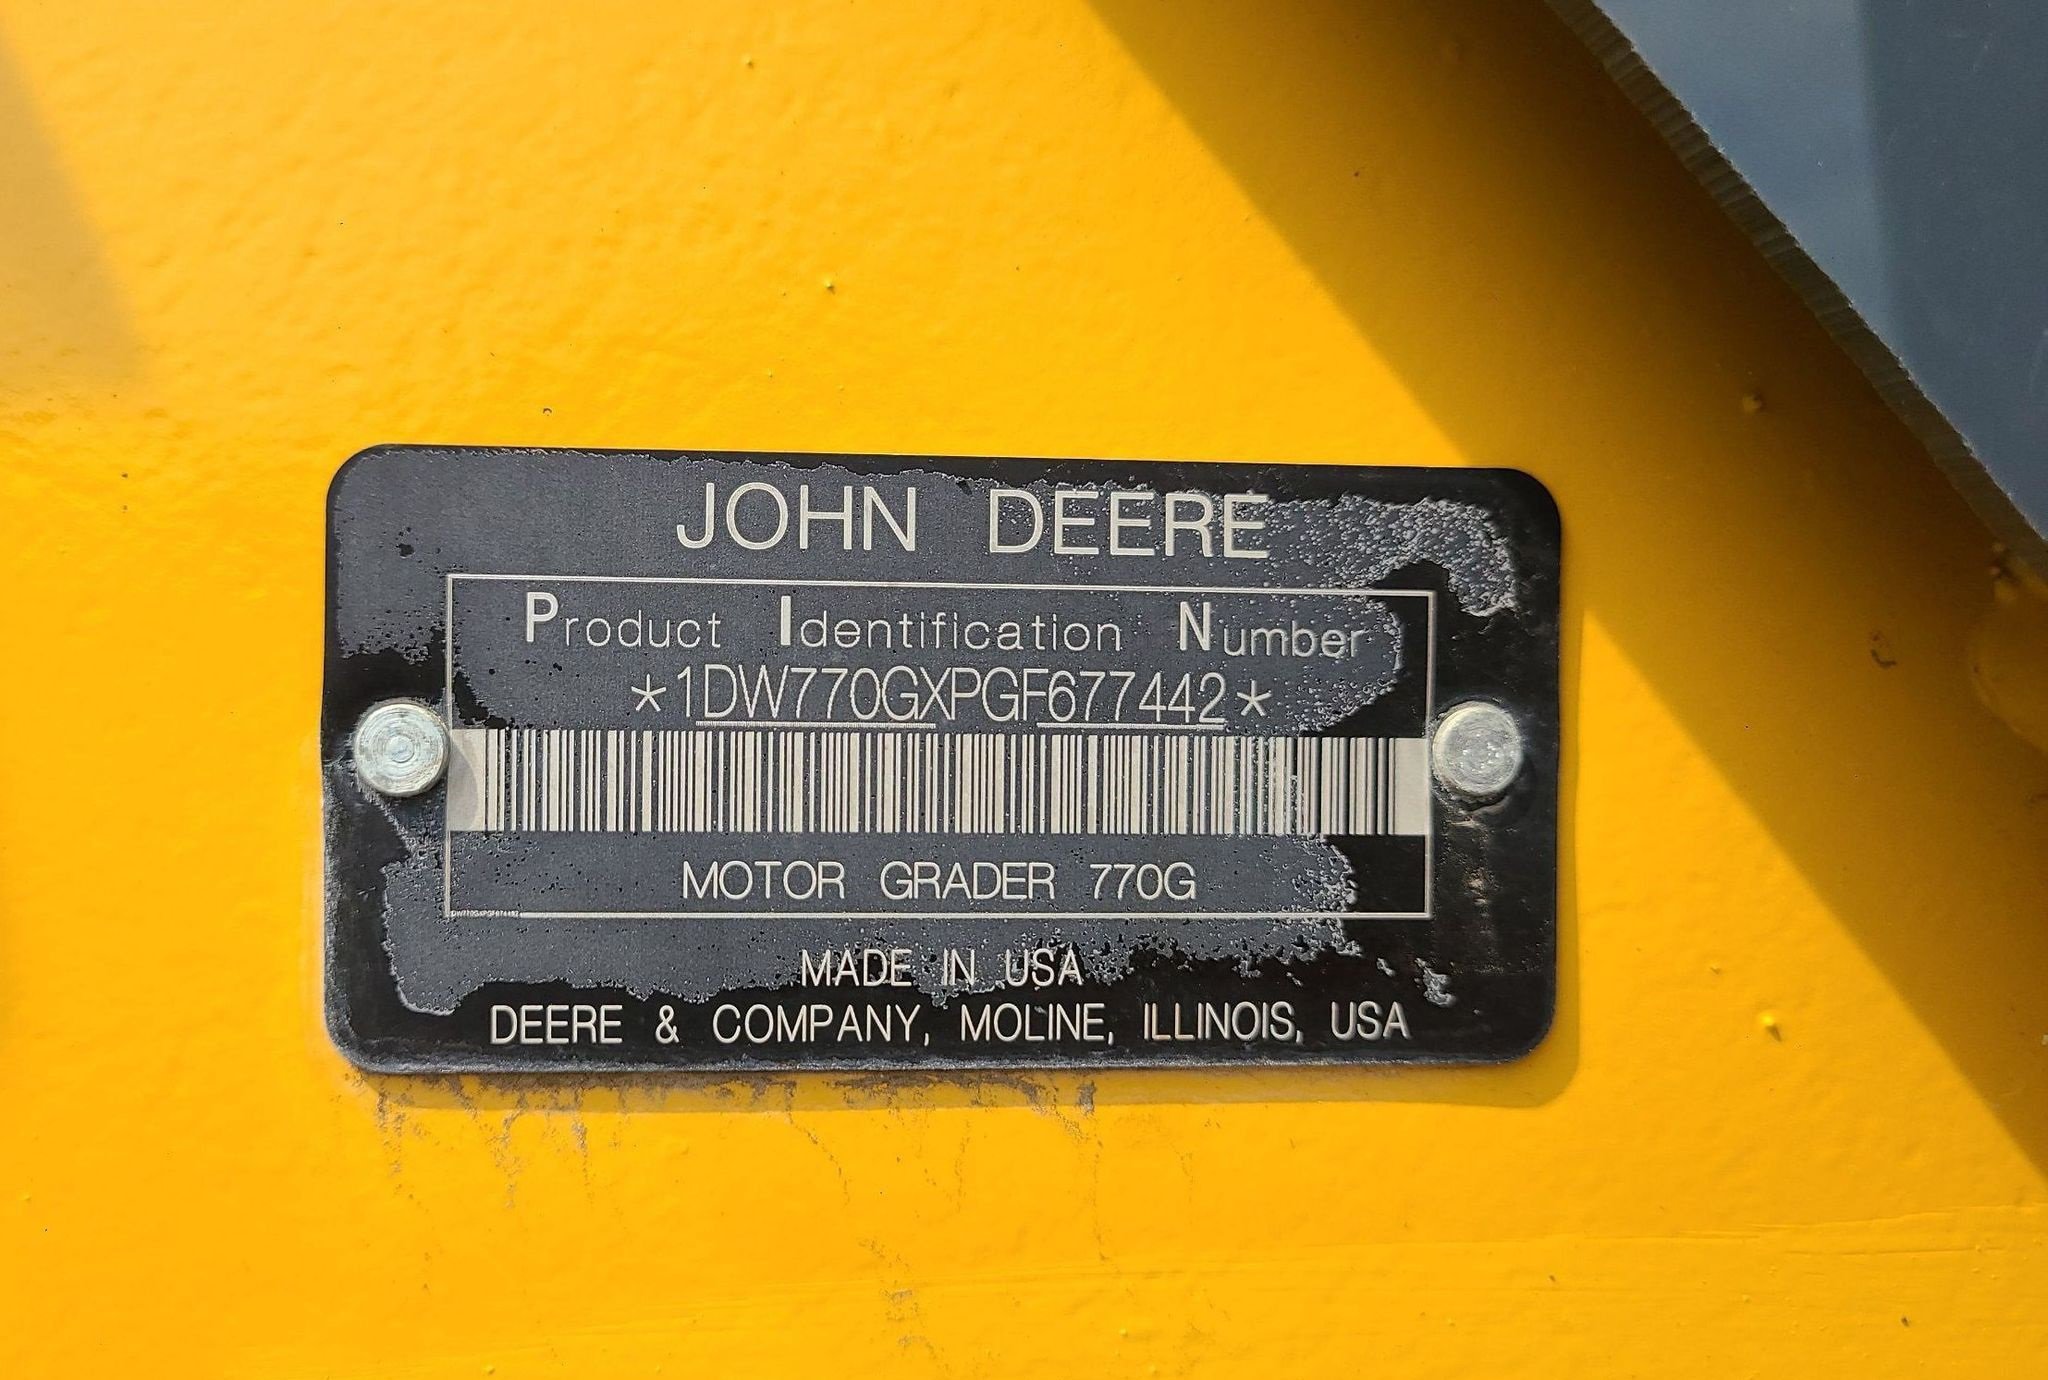 JOHN DEERE
Product Identification Number
*1DW770GXPGF677442*
MOTOR GRADER 770G
MADE IN USA
DEERE & COMPANY, MOLINE, ILLINOIS, USA